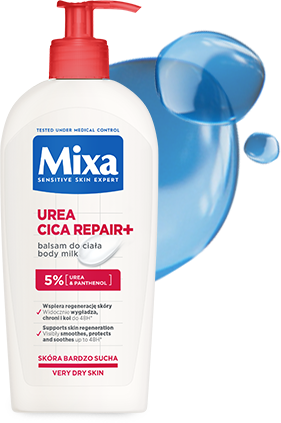 TESTED UNDER MEDICAL CONTROL
Mixa
SENSITIVE SKIN EXPERT
UREA
CICA REPAIR+
balsam do ciała
body milk
5% [UREA & PANTHENOL]
Wspiera regenerację skóry
✓ Widocznie wygładza,
chroni i koi do 48H*
Supports skin regeneration
✓ Visibly smoothes, protects
and soothes up to 48H*
SKÓRA BARDZO SUCHA
VERY DRY SKIN